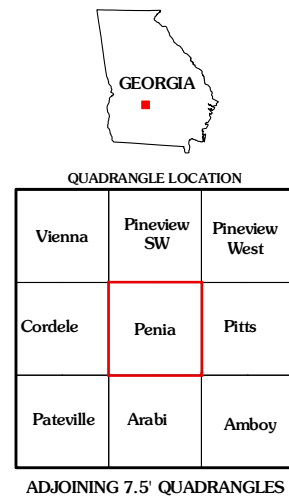 GEORGIA
QUADRANGLE LOCATION
Vienna
Pineview
SW
Pineview
West
Cordele
Penia
Pitts
Pateville
Arabi
Amboy
ADJOINING 7.5' QUADRANGLES